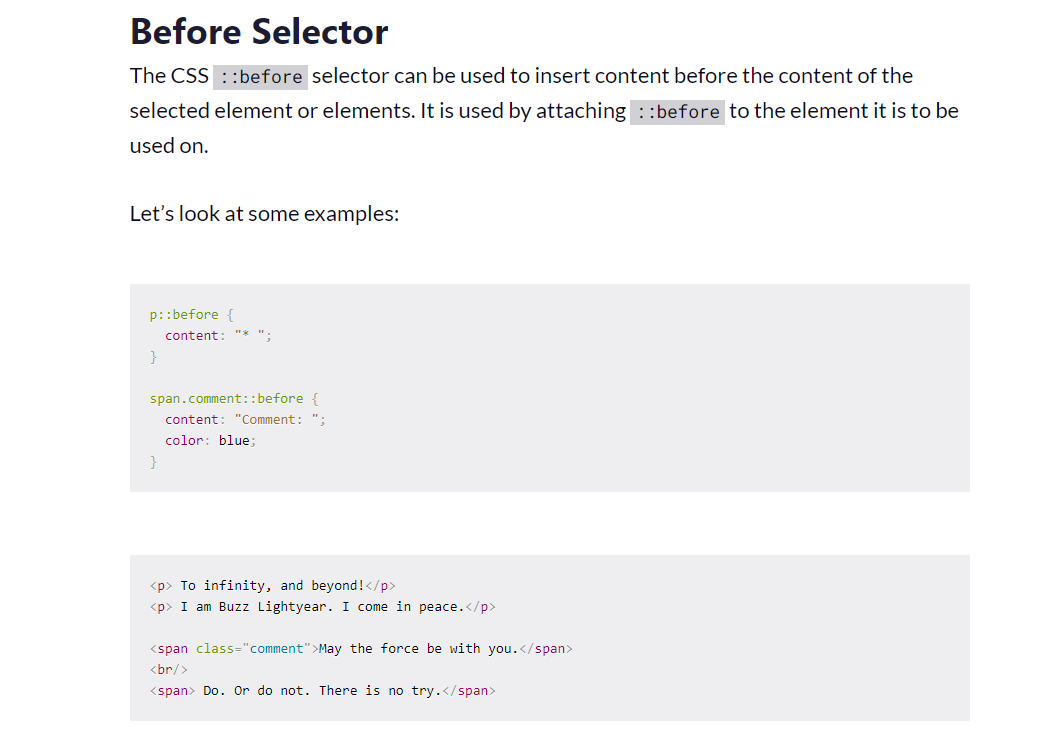 Before Selector
The CSS ::before selector can be used to insert content before the content of the
selected element or elements. It is used by attaching ::before to the element it is to be
used on.
Let’s look at some examples:
p::before {
  content: "* ";
}
span.comment::before {
  content: "Comment: ";
  color: blue;
}
<p> To infinity, and beyond!</p>
<p> I am Buzz Lightyear. I come in peace.</p>
<span class="comment">May the force be with you.</span>
<br/>
<span> Do. Or do not. There is no try.</span>